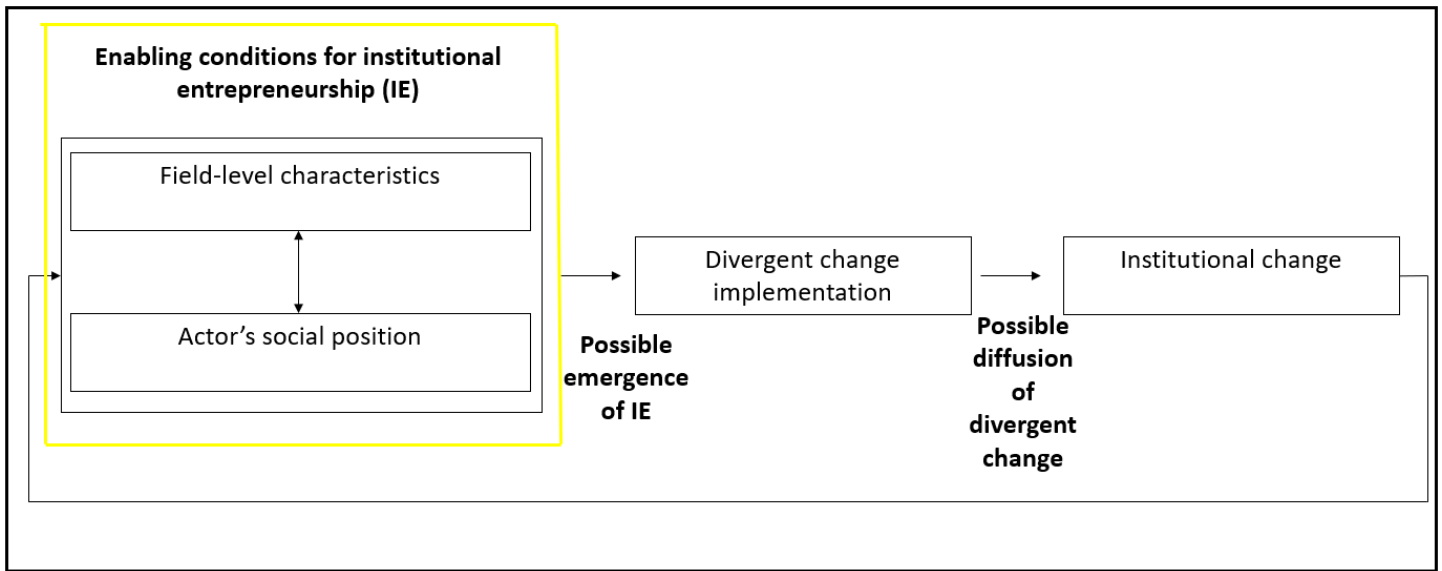 Enabling conditions for institutional
entrepreneurship (IE)
Field-level characteristics
Actor’s social position
Possible
emergence
of IE
Divergent change
implementation
Possible
diffusion
of
divergent
change
Institutional change